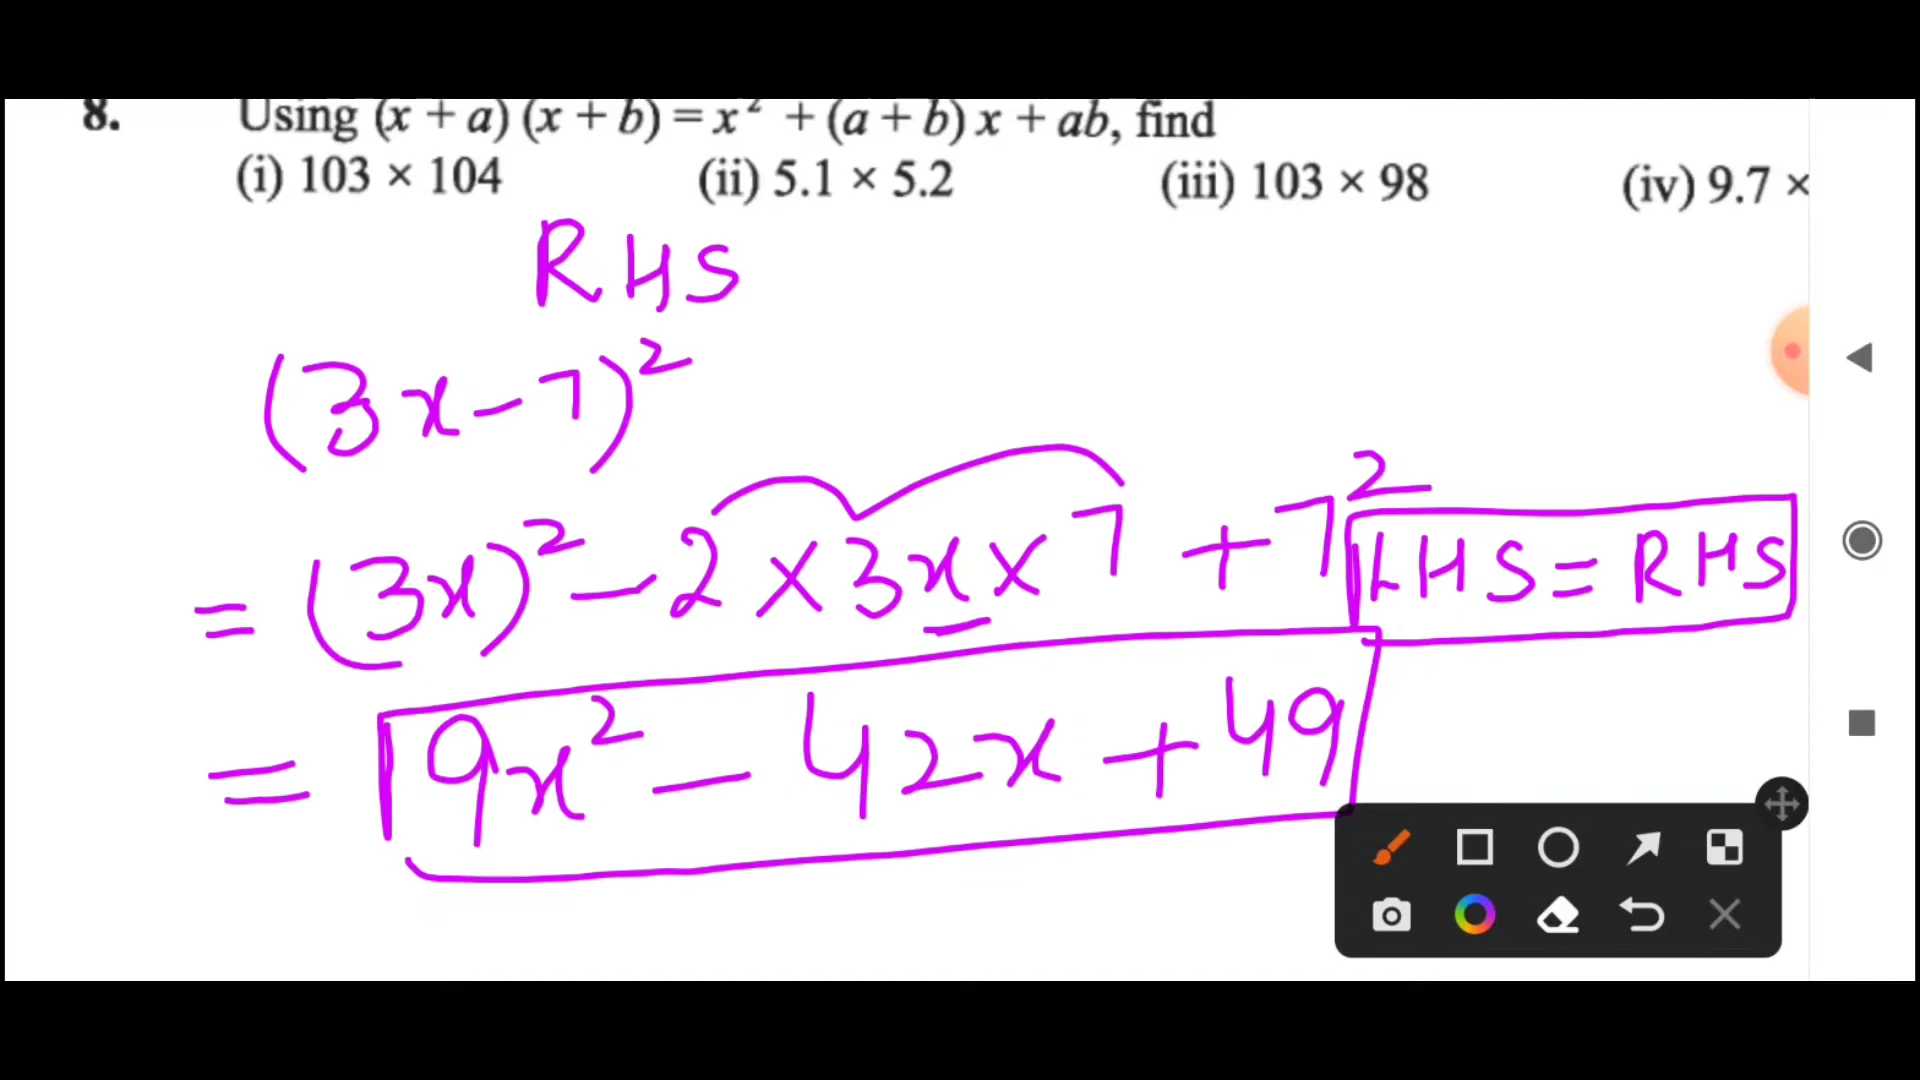 8. Using (x + a) (x + b) = x² + (a + b) x + ab, find
(i) 103 × 104 (ii) 5.1 × 5.2 (iii) 103 × 98 (iv) 9.7 ×
RHS
(3x-7)²
= (3x)² - 2 × 3x × 7 + 7²
LHS = RHS
= 9x² - 42x + 49